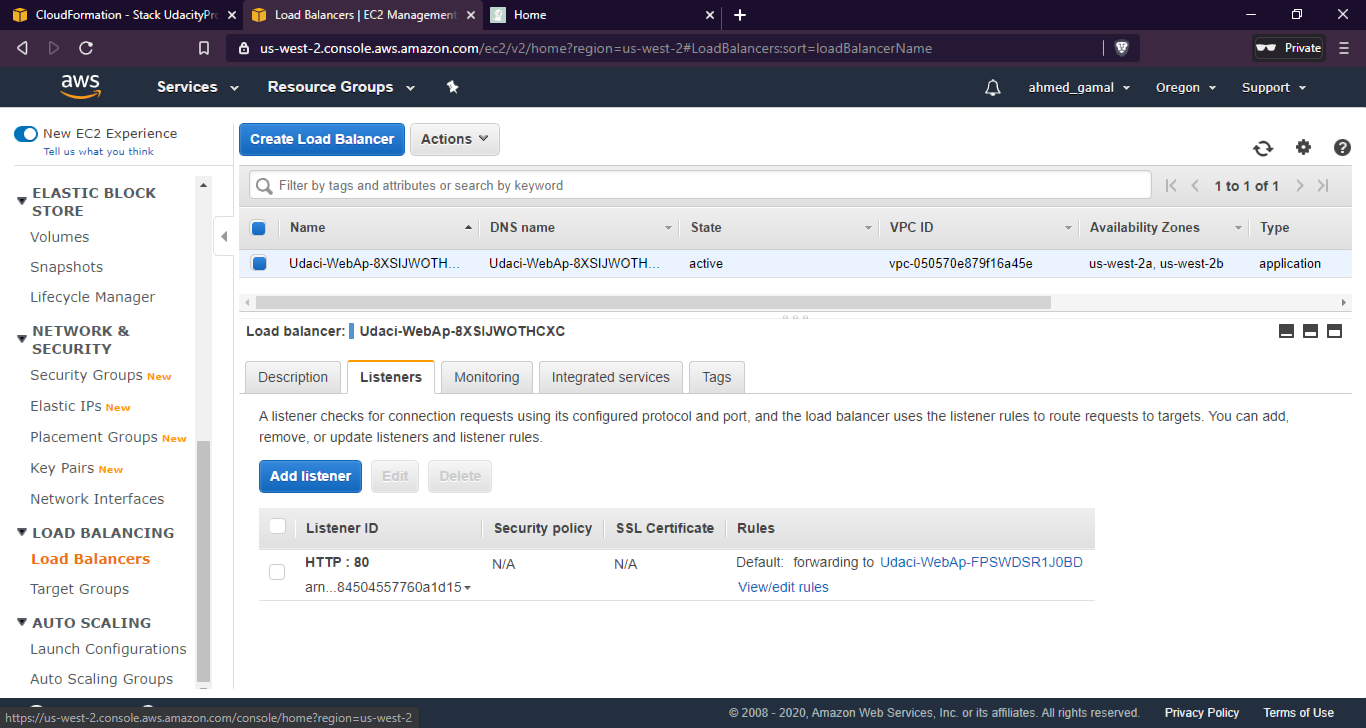 CloudFormation - Stack UdacityPro
Load Balancers | EC2 Management
Home
us-west-2.console.aws.amazon.com/ec2/v2/home?region=us-west-2#LoadBalancers:sort=loadBalancerName
Private
aws
Services
Resource Groups
ahmed_gamal
Oregon
Support
New EC2 Experience
Tell us what you think
ELASTIC BLOCK
STORE
Volumes
Snapshots
Lifecycle Manager
NETWORK &
SECURITY
Security Groups New
Elastic IPs New
Placement Groups New
Key Pairs New
Network Interfaces
LOAD BALANCING
Load Balancers
Target Groups
AUTO SCALING
Launch Configurations
Auto Scaling Groups
Create Load Balancer
Actions
Filter by tags and attributes or search by keyword
1 to 1 of 1
Name DNS name State VPC ID Availability Zones Type
Udaci-WebAp-8XSIJWOTH... Udaci-WebAp-8XSIJWOTH... active vpc-050570e879f16a45e us-west-2a, us-west-2b application
Load balancer: Udaci-WebAp-8XSIJWOTHCXC
Description Listeners Monitoring Integrated services Tags
A listener checks for connection requests using its configured protocol and port, and the load balancer uses the listener rules to route requests to targets. You can add,
remove, or update listeners and listener rules.
Add listener Edit Delete
Listener ID Security policy SSL Certificate Rules
HTTP : 80 N/A N/A Default: forwarding to Udaci-WebAp-FPSWDSR1J0BD
arn...84504557760a1d15 View/edit rules
https://us-west-2.console.aws.amazon.com/console/home?region=us-west-2
© 2008 - 2020, Amazon Web Services, Inc. or its affiliates. All rights reserved. Privacy Policy Terms of Use